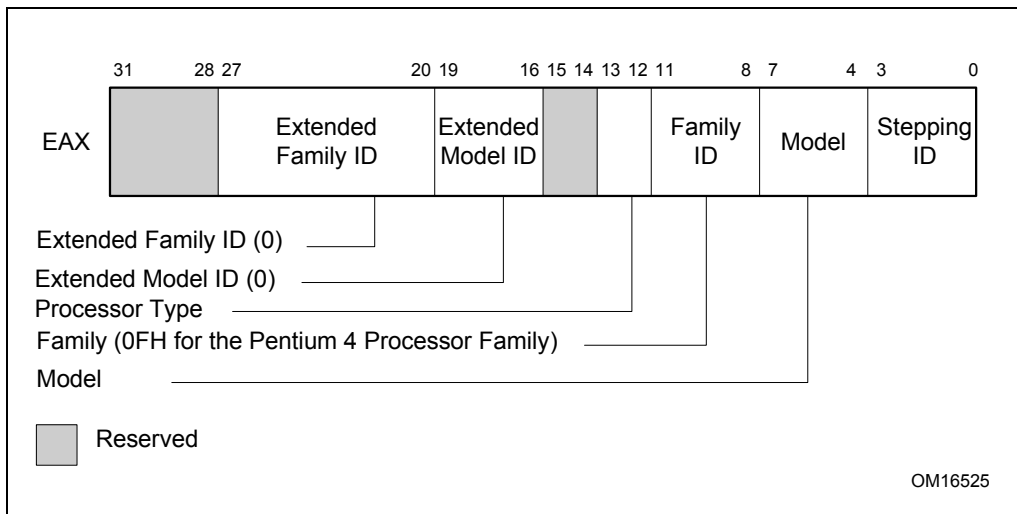 31 28 27 20 19 16 15 14 13 12 11 8 7 4 3 0
EAX
Extended Family ID
Extended Model ID
Family ID
Model
Stepping ID
Extended Family ID (0)
Extended Model ID (0)
Processor Type
Family (0FH for the Pentium 4 Processor Family)
Model
Reserved
OM16525